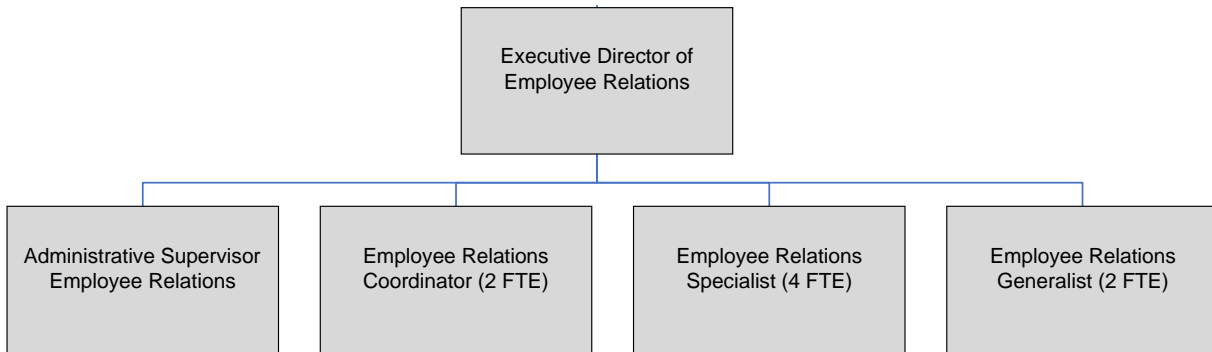 Executive Director of
Employee Relations
Administrative Supervisor
Employee Relations
Employee Relations
Coordinator (2 FTE)
Employee Relations
Specialist (4 FTE)
Employee Relations
Generalist (2 FTE)